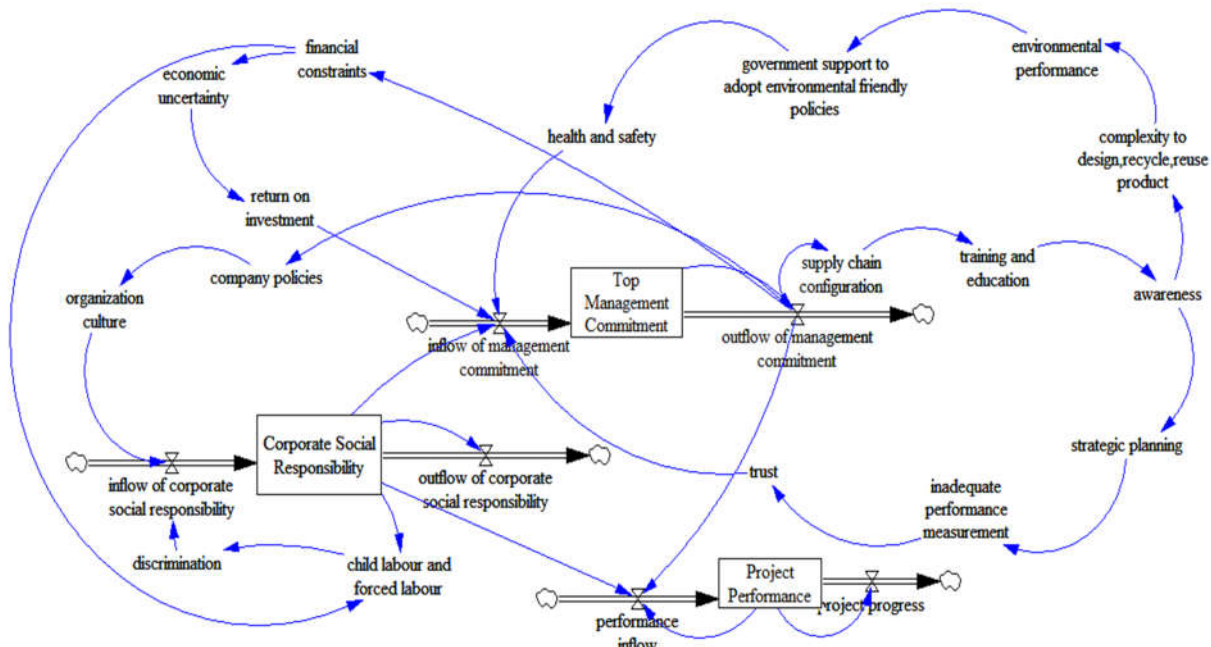 financial
constraints
economic
uncertainty
return on
investment
company policies
organization
culture
environmental
performance
government support to
adopt environmental friendly
policies
health and safety
complexity to
design,recycle,reuse
product
supply chain
configuration
training and
education
awareness
Top
Management
Commitment
inflow of management
commitment
outflow of management
commitment
Corporate Social
Responsibility
inflow of corporate
social responsibility
outflow of corporate
social responsibility
strategic planning
trust
inadequate
performance
measurement
discrimination
child labour and
forced labour
Project
Performance
project progress
performance
inflow